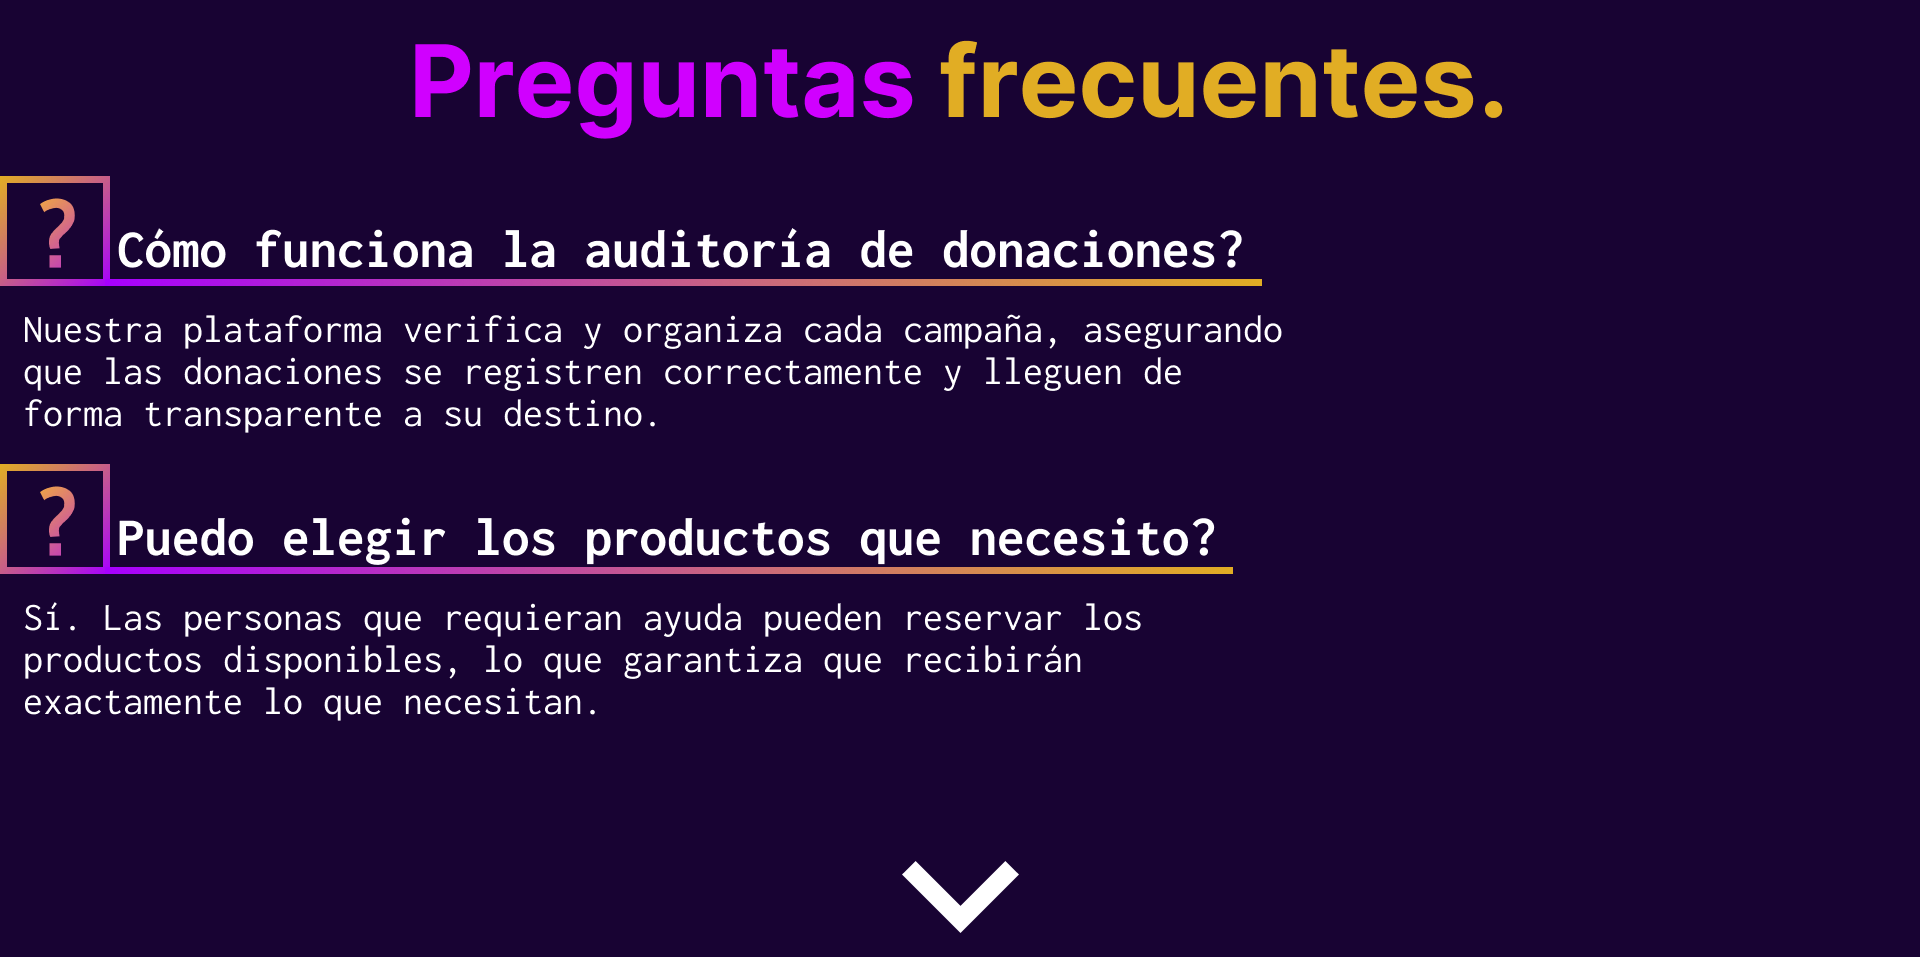 Preguntas frecuentes.
?
Cómo funciona la auditoría de donaciones?
Nuestra plataforma verifica y organiza cada campaña, asegurando
que las donaciones se registren correctamente y lleguen de
forma transparente a su destino.
?
Puedo elegir los productos que necesito?
Sí. Las personas que requieran ayuda pueden reservar los
productos disponibles, lo que garantiza que recibirán
exactamente lo que necesitan.